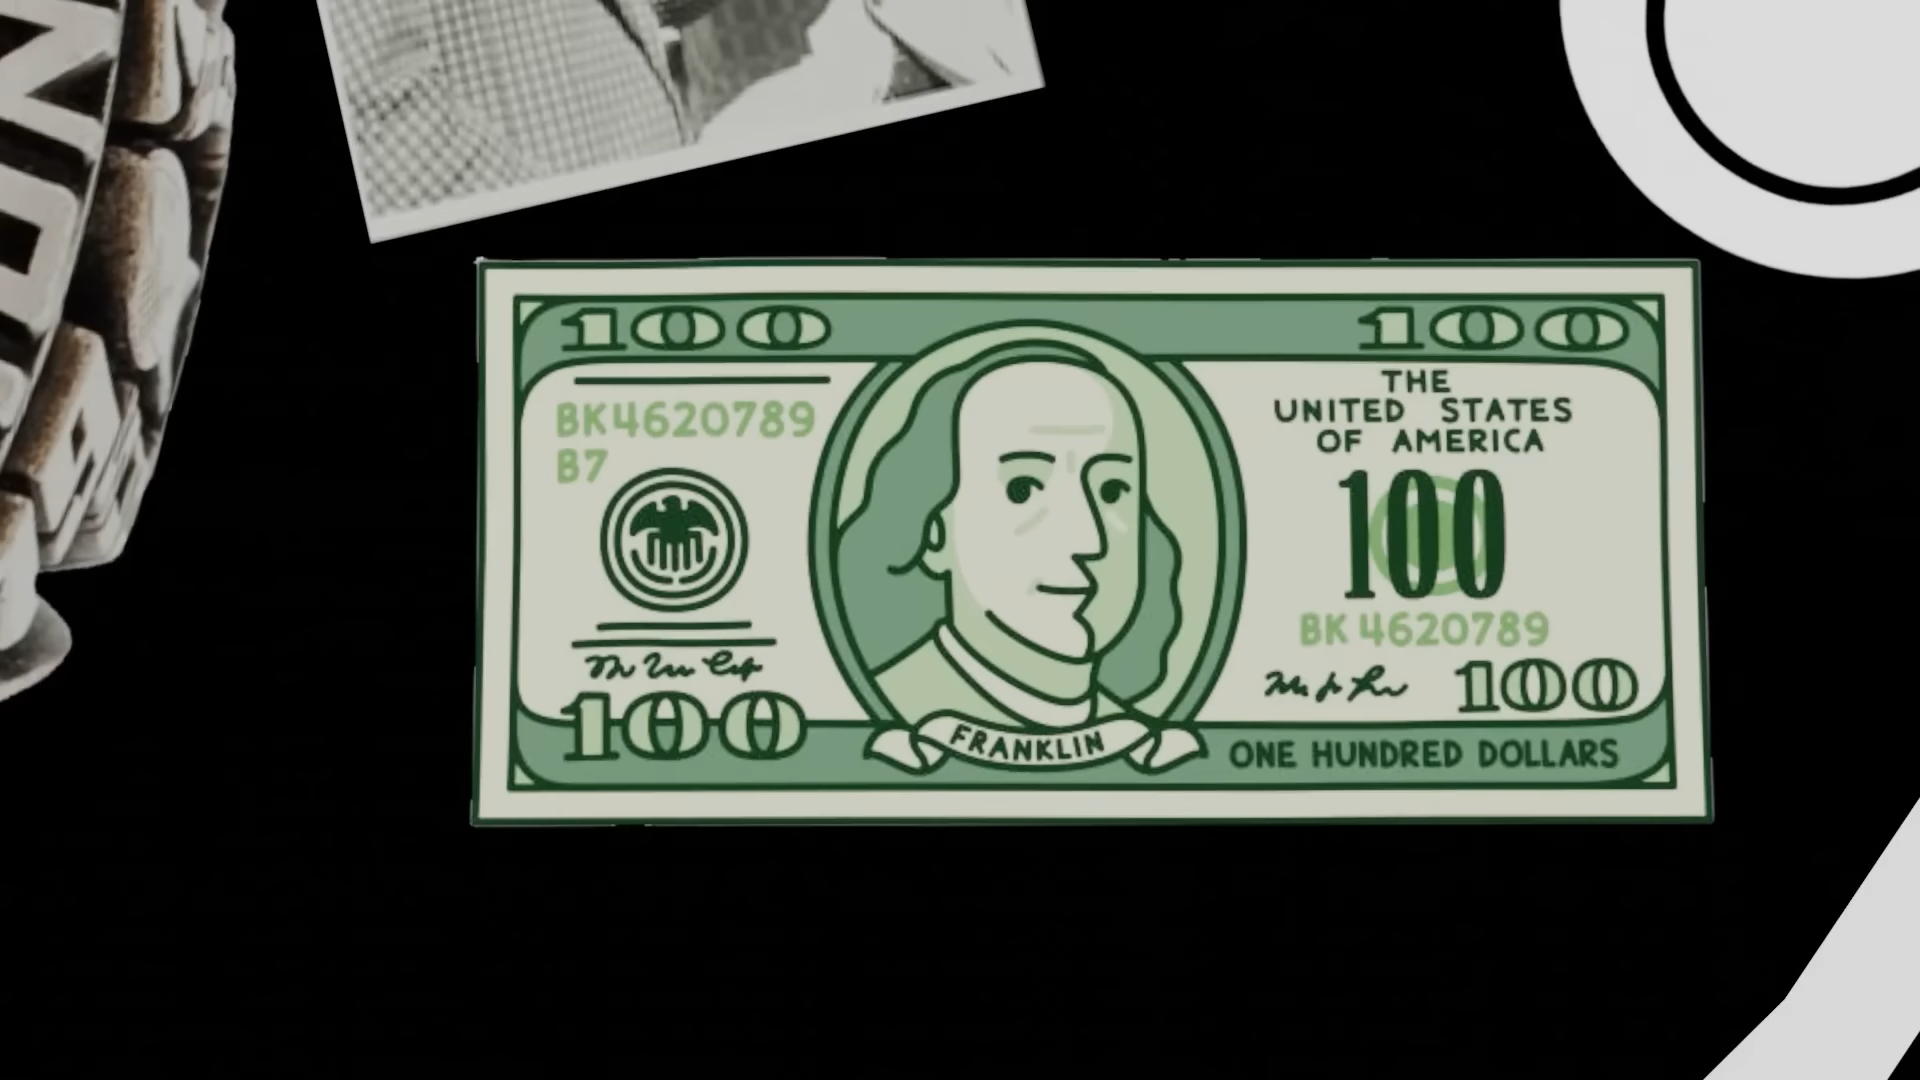 100
100
BK4620789
B7
THE
UNITED STATES
OF AMERICA
100
BK 4620789
100
100
FRANKLIN
ONE HUNDRED DOLLARS